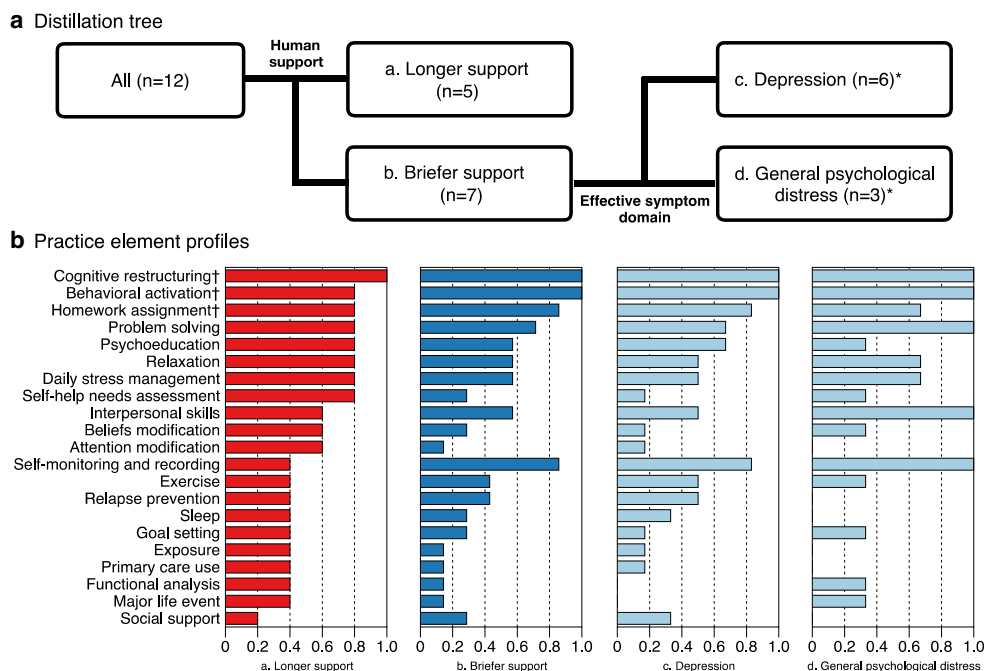 a Distillation tree
Human
support
All (n=12)
a. Longer support
(n=5)
c. Depression (n=6)*
b. Briefer support
(n=7)
Effective symptom
domain
d. General psychological
distress (n=3)*
b Practice element profiles
Cognitive restructuring†
Behavioral activation†
Homework assignment†
Problem solving
Psychoeducation
Relaxation
Daily stress management
Self-help needs assessment
Interpersonal skills
Beliefs modification
Attention modification
Self-monitoring and recording
Exercise
Relapse prevention
Sleep
Goal setting
Exposure
Primary care use
Functional analysis
Major life event
Social support
0 0.2 0.4 0.6 0.8 1.0
a. Longer support
0 0.2 0.4 0.6 0.8 1.0
b. Briefer support
0 0.2 0.4 0.6 0.8 1.0
c. Depression
0 0.2 0.4 0.6 0.8 1.0
d. General psychological distress